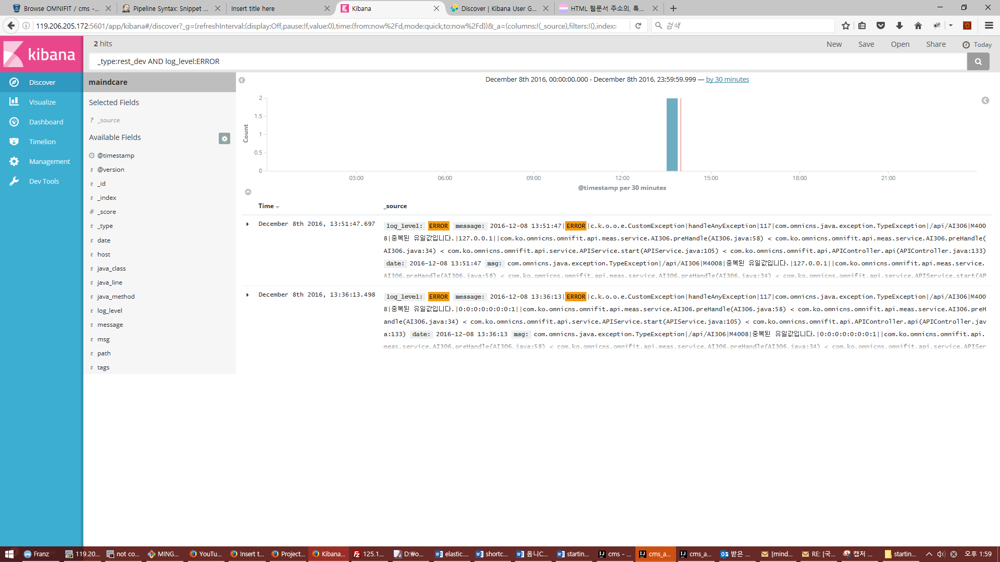 Browse OMNIFIT / cms -...
Pipeline Syntax: Snippet ...
Insert title here
Kibana
Discover | Kibana User G...
HTML 웹문서 주소의, 특...
119.206.205.172:5601/app/kibana#/discover?_g=(refreshInterval:(display:Off,pause:!f,value:0),time:(from:now%2Fd,mode:quick,to:now%2Fd))&_a=(columns:!(_source),filters:!(),index:
검색
kibana
2 hits
New
Save
Open
Share
Today
_type:rest_dev AND log_level:ERROR
Discover
Visualize
Dashboard
Timelion
Management
Dev Tools
maindcare
Selected Fields
? _source
Available Fields
@timestamp
t @version
t _id
t _index
# _score
t _type
t date
t host
t java_class
t java_line
t java_method
t log_level
t message
t msg
t path
t tags
December 8th 2016, 00:00:00.000 - December 8th 2016, 23:59:59.999 — by 30 minutes
Count
2
1.5
1
0.5
0
03:00
06:00
09:00
12:00
15:00
18:00
21:00
@timestamp per 30 minutes
Time
_source
December 8th 2016, 13:51:47.697
log_level: ERROR message: 2016-12-08 13:51:47|ERROR|c.k.o.o.e.CustomException|handleAnyException|117|com.omnicns.java.exception.TypeException|/api/AI306|M400
8|중복된 유일값입니다.|127.0.0.1||com.ko.omnicns.omnifit.api.meas.service.AI306.preHandle(AI306.java:58) < com.ko.omnicns.omnifit.api.meas.service.AI306.preHandle(
AI306.java:34) < com.ko.omnicns.omnifit.api.service.APIService.start(APIService.java:105) < com.ko.omnicns.omnifit.api.APIController.api(APIController.java:133)
date: 2016-12-08 13:51:47 msg: com.omnicns.java.exception.TypeException|/api/AI306|M4008|중복된 유일값입니다.|127.0.0.1||com.ko.omnicns.omnifit.api.meas.service.
AI306.preHandle(AI306.java:58) < com.ko.omnicns.omnifit.api.meas.service.AI306.preHandle(AI306.java:34) < com.ko.omnicns.omnifit.api.service.APIService.start(AP
December 8th 2016, 13:36:13.498
log_level: ERROR message: 2016-12-08 13:36:13|ERROR|c.k.o.o.e.CustomException|handleAnyException|117|com.omnicns.java.exception.TypeException|/api/AI306|M400
8|중복된 유일값입니다.|0:0:0:0:0:0:0:1||com.ko.omnicns.omnifit.api.meas.service.AI306.preHandle(AI306.java:58) < com.ko.omnicns.omnifit.api.meas.service.AI306.preH
andle(AI306.java:34) < com.ko.omnicns.omnifit.api.service.APIService.start(APIService.java:105) < com.ko.omnicns.omnifit.api.APIController.api(APIController.jav
a:133) date: 2016-12-08 13:36:13 msg: com.omnicns.java.exception.TypeException|/api/AI306|M4008|중복된 유일값입니다.|0:0:0:0:0:0:0:1||com.ko.omnicns.omnifit.api.
meas.service.AI306.preHandle(AI306.java:58) < com.ko.omnicns.omnifit.api.meas.service.AI306.preHandle(AI306.java:34) < com.ko.omnicns.omnifit.api.service.APISer
Franz
119.20...
not co...
MING...
YouTu...
Insert t...
Project...
Kibana...
125.1...
D:\o...
elastic....
shortc...
옴니C...
startin...
cms - ...
cms_a...
cms_a...
받은 ...
[mind...
RE: [국...
캡처 ...
startin...
오후 1:59